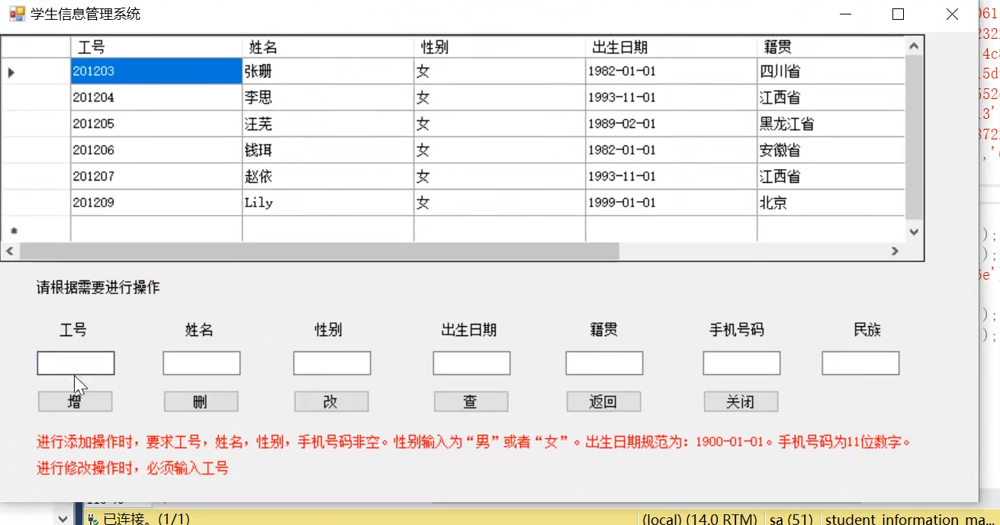 学生信息管理系统
工号 姓名 性别 出生日期 籍贯
201203 张珊 女 1982-01-01 四川省
201204 李思 女 1993-11-01 江西省
201205 汪芜 女 1989-02-01 黑龙江省
201206 钱珥 女 1982-01-01 安徽省
201207 赵依 女 1993-11-01 江西省
201209 Lily 女 1999-01-01 北京
请根据需要进行操作
工号 姓名 性别 出生日期 籍贯 手机号码 民族
增 删 改 查 返回 关闭
进行添加操作时，要求工号，姓名，性别，手机号码非空。性别输入为“男”或者“女”。出生日期规范为：1900-01-01。手机号码为11位数字。
进行修改操作时，必须输入工号
已连接。(1/1) (local) (14.0 RTM) sa (51) student_information_ma...